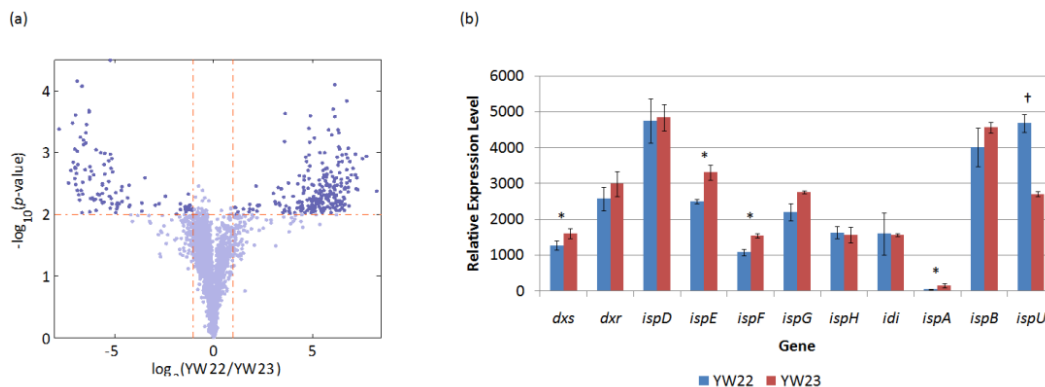 (a)
4
3
2
1
0
-log10(p-value)
-5
0
5
log2(YW22/YW23)
(b)
6000
5000
4000
3000
2000
1000
0
Relative Expression Level
*
*
*
*
†
dxs dxr ispD ispE ispF ispG ispH idi ispA ispB ispU
Gene
YW22 YW23